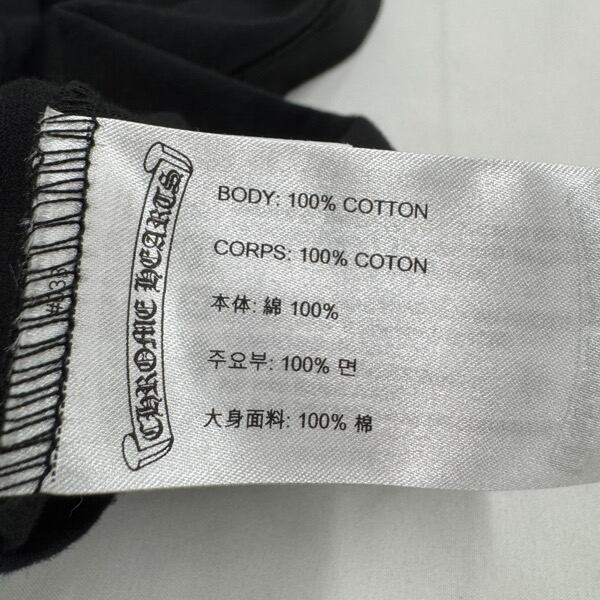 CHROME HEARTS
BODY: 100% COTTON
CORPS: 100% COTON
本体: 綿 100%
주요부: 100% 면
大身面料: 100% 棉